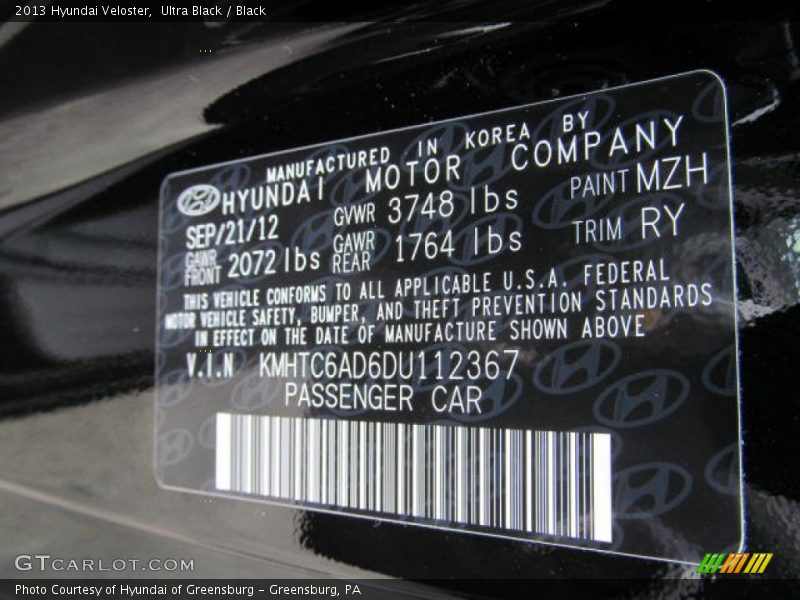 2013 Hyundai Veloster, Ultra Black / Black
MANUFACTURED IN KOREA BY
HYUNDAI MOTOR COMPANY
SEP/21/12 GVWR 3748 lbs PAINT MZH
GAWR FRONT 2072 lbs GAWR REAR 1764 lbs TRIM RY
THIS VEHICLE CONFORMS TO ALL APPLICABLE U.S.A. FEDERAL
MOTOR VEHICLE SAFETY, BUMPER, AND THEFT PREVENTION STANDARDS
IN EFFECT ON THE DATE OF MANUFACTURE SHOWN ABOVE
V.I.N KMHTC6AD6DU112367
PASSENGER CAR
GTCARLOT.COM
Photo Courtesy of Hyundai of Greensburg - Greensburg, PA